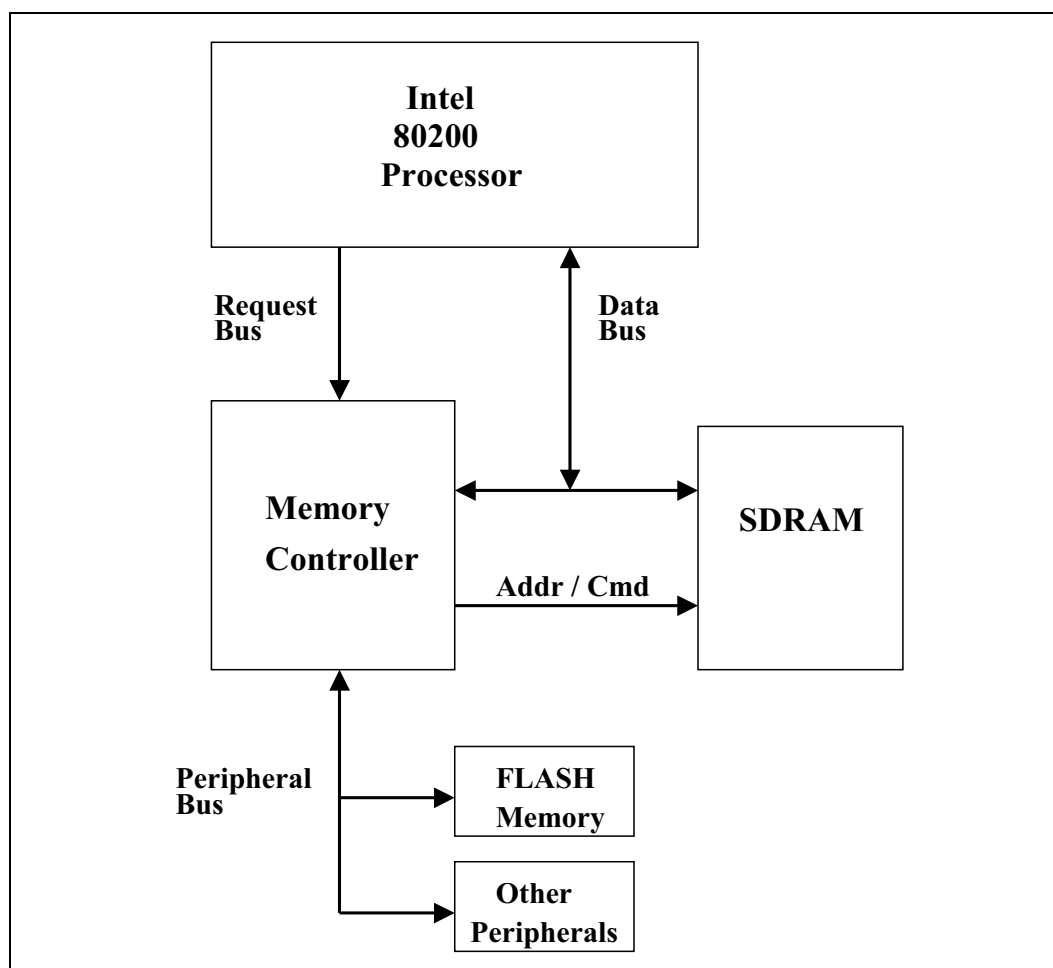 Intel
80200
Processor
Request
Bus
Data
Bus
Memory
Controller
SDRAM
Addr / Cmd
Peripheral
Bus
FLASH
Memory
Other
Peripherals